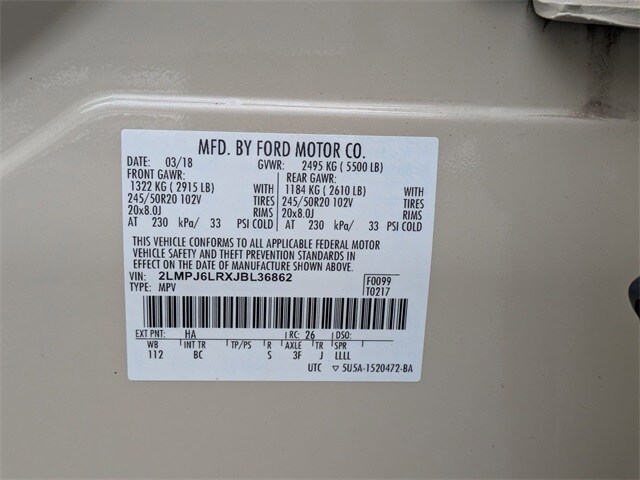 MFD. BY FORD MOTOR CO.
DATE: 03/18 GVWR: 2495 KG ( 5500 LB)
FRONT GAWR: REAR GAWR:
1322 KG ( 2915 LB) WITH 1184 KG ( 2610 LB) WITH
245/50R20 102V TIRES 245/50R20 102V TIRES
20x8.0J RIMS 20x8.0J RIMS
AT 230 kPa/ 33 PSI COLD AT 230 kPa/ 33 PSI COLD
THIS VEHICLE CONFORMS TO ALL APPLICABLE FEDERAL MOTOR
VEHICLE SAFETY AND THEFT PREVENTION STANDARDS IN
EFFECT ON THE DATE OF MANUFACTURE SHOWN ABOVE.
VIN: 2LMPJ6LRXJBL36862 F0099
TYPE: MPV T0217
EXT PNT: HA RC: 26 DSO:
WB INT TR TP/PS R AXLE TR SPR
112 BC S 3F J LLLL
UTC ▽ 5U5A-1520472-BA